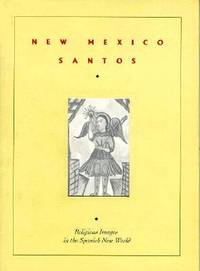 NEW MEXICO
SANTOS
Religious Images
in the Spanish New World